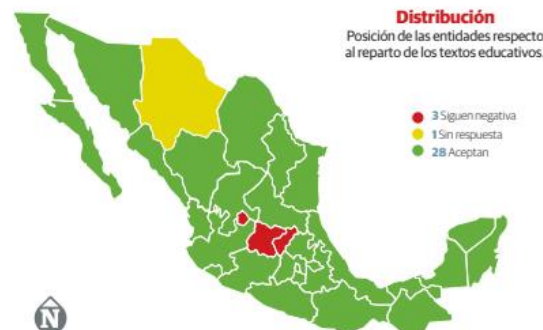 Distribución
Posición de las entidades respecto
al reparto de los textos educativos
3 Siguen negativa
1 Sin respuesta
28 Aceptan
N